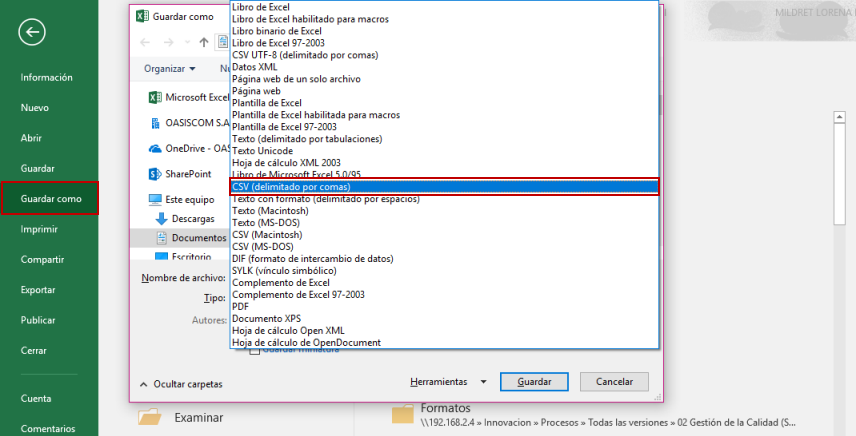 Información
Nuevo
Abrir
Guardar
Guardar como
Imprimir
Compartir
Exportar
Publicar
Cerrar
Cuenta
Comentarios
MILDRET LORENA
Guardar como
Organizar
Microsoft Excel
OASISCOM S.A
OneDrive - OAS
SharePoint
Este equipo
Descargas
Documentos
Escritorio
Nombre de archivo:
Tipo:
Autores:
Libro de Excel
Libro de Excel habilitado para macros
Libro binario de Excel
Libro de Excel 97-2003
CSV UTF-8 (delimitado por comas)
Datos XML
Página web de un solo archivo
Página web
Plantilla de Excel
Plantilla de Excel habilitada para macros
Plantilla de Excel 97-2003
Texto (delimitado por tabulaciones)
Texto Unicode
Hoja de cálculo XML 2003
Libro de Microsoft Excel 5.0/95
CSV (delimitado por comas)
Texto con formato (delimitado por espacios)
Texto (Macintosh)
Texto (MS-DOS)
CSV (Macintosh)
CSV (MS-DOS)
DIF (formato de intercambio de datos)
SYLK (vínculo simbólico)
Complemento de Excel
Complemento de Excel 97-2003
PDF
Documento XPS
Hoja de cálculo Open XML
Hoja de cálculo de OpenDocument
Guardar miniatura
Ocultar carpetas
Herramientas
Guardar
Cancelar
Examinar
Formatos
\\192.168.2.4 » Innovacion » Procesos » Todas las versiones » 02 Gestión de la Calidad (S...